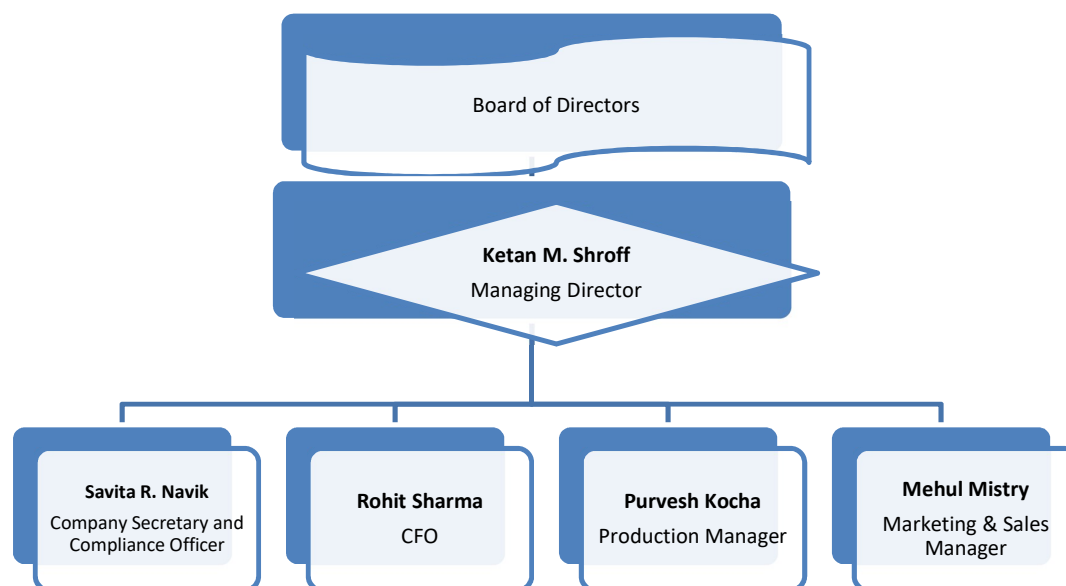 Board of Directors
Ketan M. Shroff
Managing Director
Savita R. Navik
Company Secretary and
Compliance Officer
Rohit Sharma
CFO
Purvesh Kocha
Production Manager
Mehul Mistry
Marketing & Sales
Manager